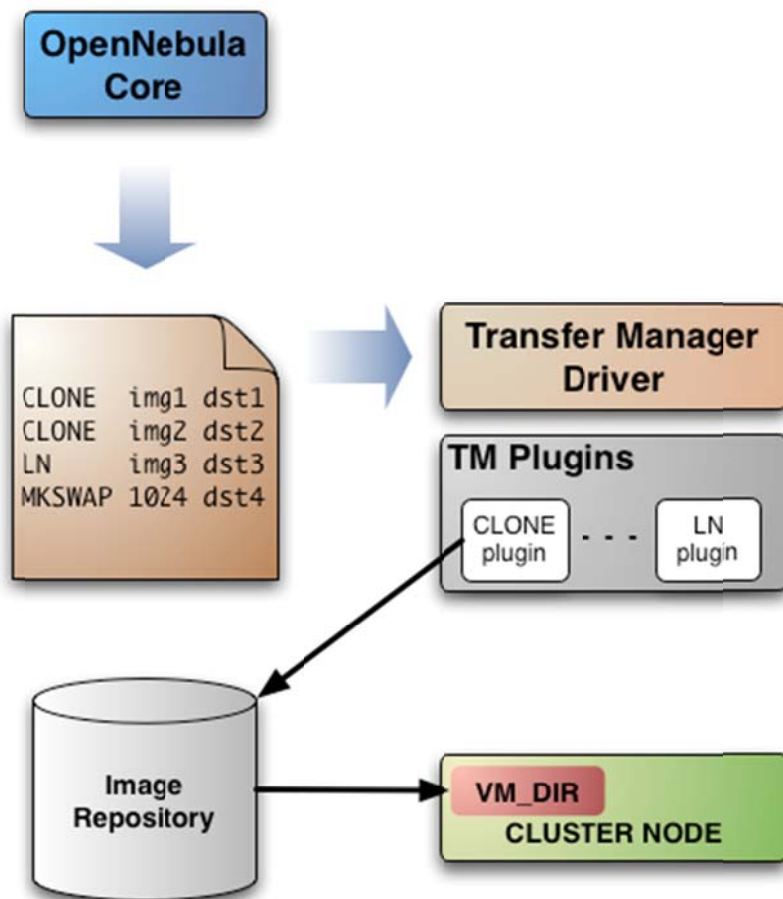 OpenNebula
Core
CLONE img1 dst1
CLONE img2 dst2
LN img3 dst3
MKSWAP 1024 dst4
Transfer Manager
Driver
TM Plugins
CLONE
plugin
- - -
LN
plugin
Image
Repository
VM_DIR
CLUSTER NODE